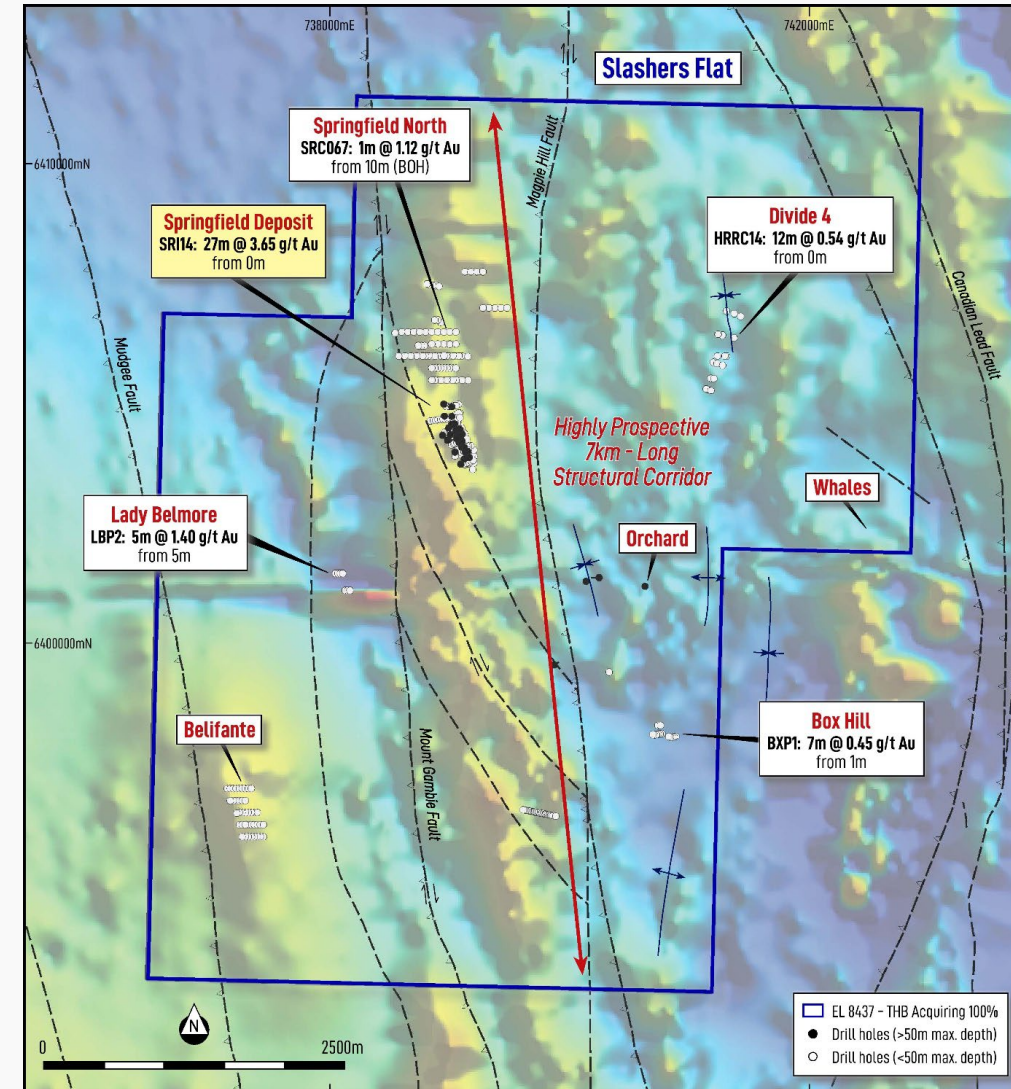 738000mE
742000mE
Slashers Flat
Springfield North
SRC067: 1m @ 1.12 g/t Au
from 10m (BOH)
Magpie Hill Fault
6410000mN
Springfield Deposit
SRI14: 27m @ 3.65 g/t Au
from 0m
Divide 4
HRRC14: 12m @ 0.54 g/t Au
from 0m
Canadian Lead Fault
Mudgee Fault
Highly Prospective
7km - Long
Structural Corridor
Whales
Lady Belmore
LBP2: 5m @ 1.40 g/t Au
from 5m
Orchard
6400000mN
Belifante
Mount Gambie Fault
Box Hill
BXP1: 7m @ 0.45 g/t Au
from 1m
N
0
2500m
EL 8437 - THB Acquiring 100%
Drill holes (>50m max. depth)
Drill holes (<50m max. depth)